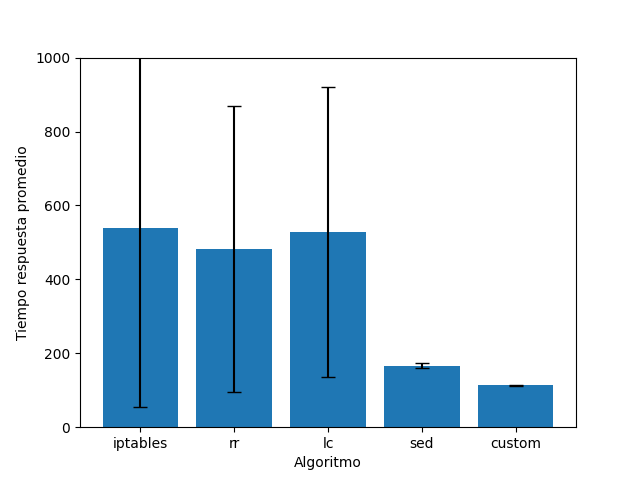 Tiempo respuesta promedio
1000
800
600
400
200
0
iptables rr lc sed custom
Algoritmo